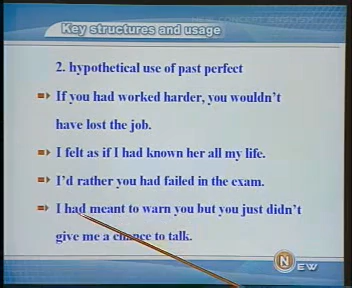 Key structures and usage
2. hypothetical use of past perfect
If you had worked harder, you wouldn't
have lost the job.
I felt as if I had known her all my life.
I'd rather you had failed in the exam.
I had meant to warn you but you just didn't
give me a chance to talk.
N EW